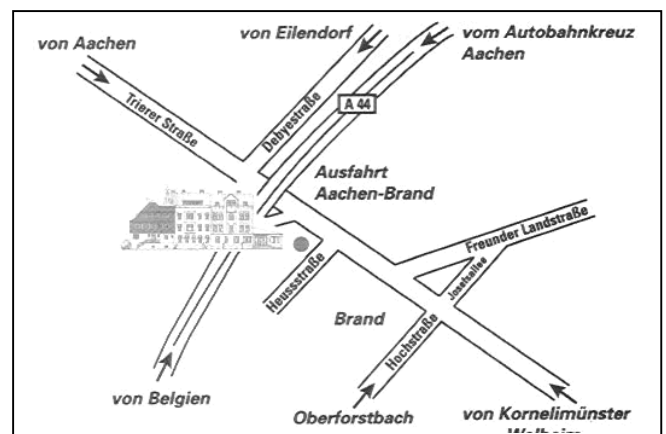 von Aachen
von Eilendorf
vom Autobahnkreuz
Aachen
Trierer Straße
Debyestraße
A 44
Ausfahrt
Aachen-Brand
Freunder Landstraße
Josefsallee
Heussstraße
Brand
Hochstraße
von Belgien
Oberforstbach
von Kornelimünster